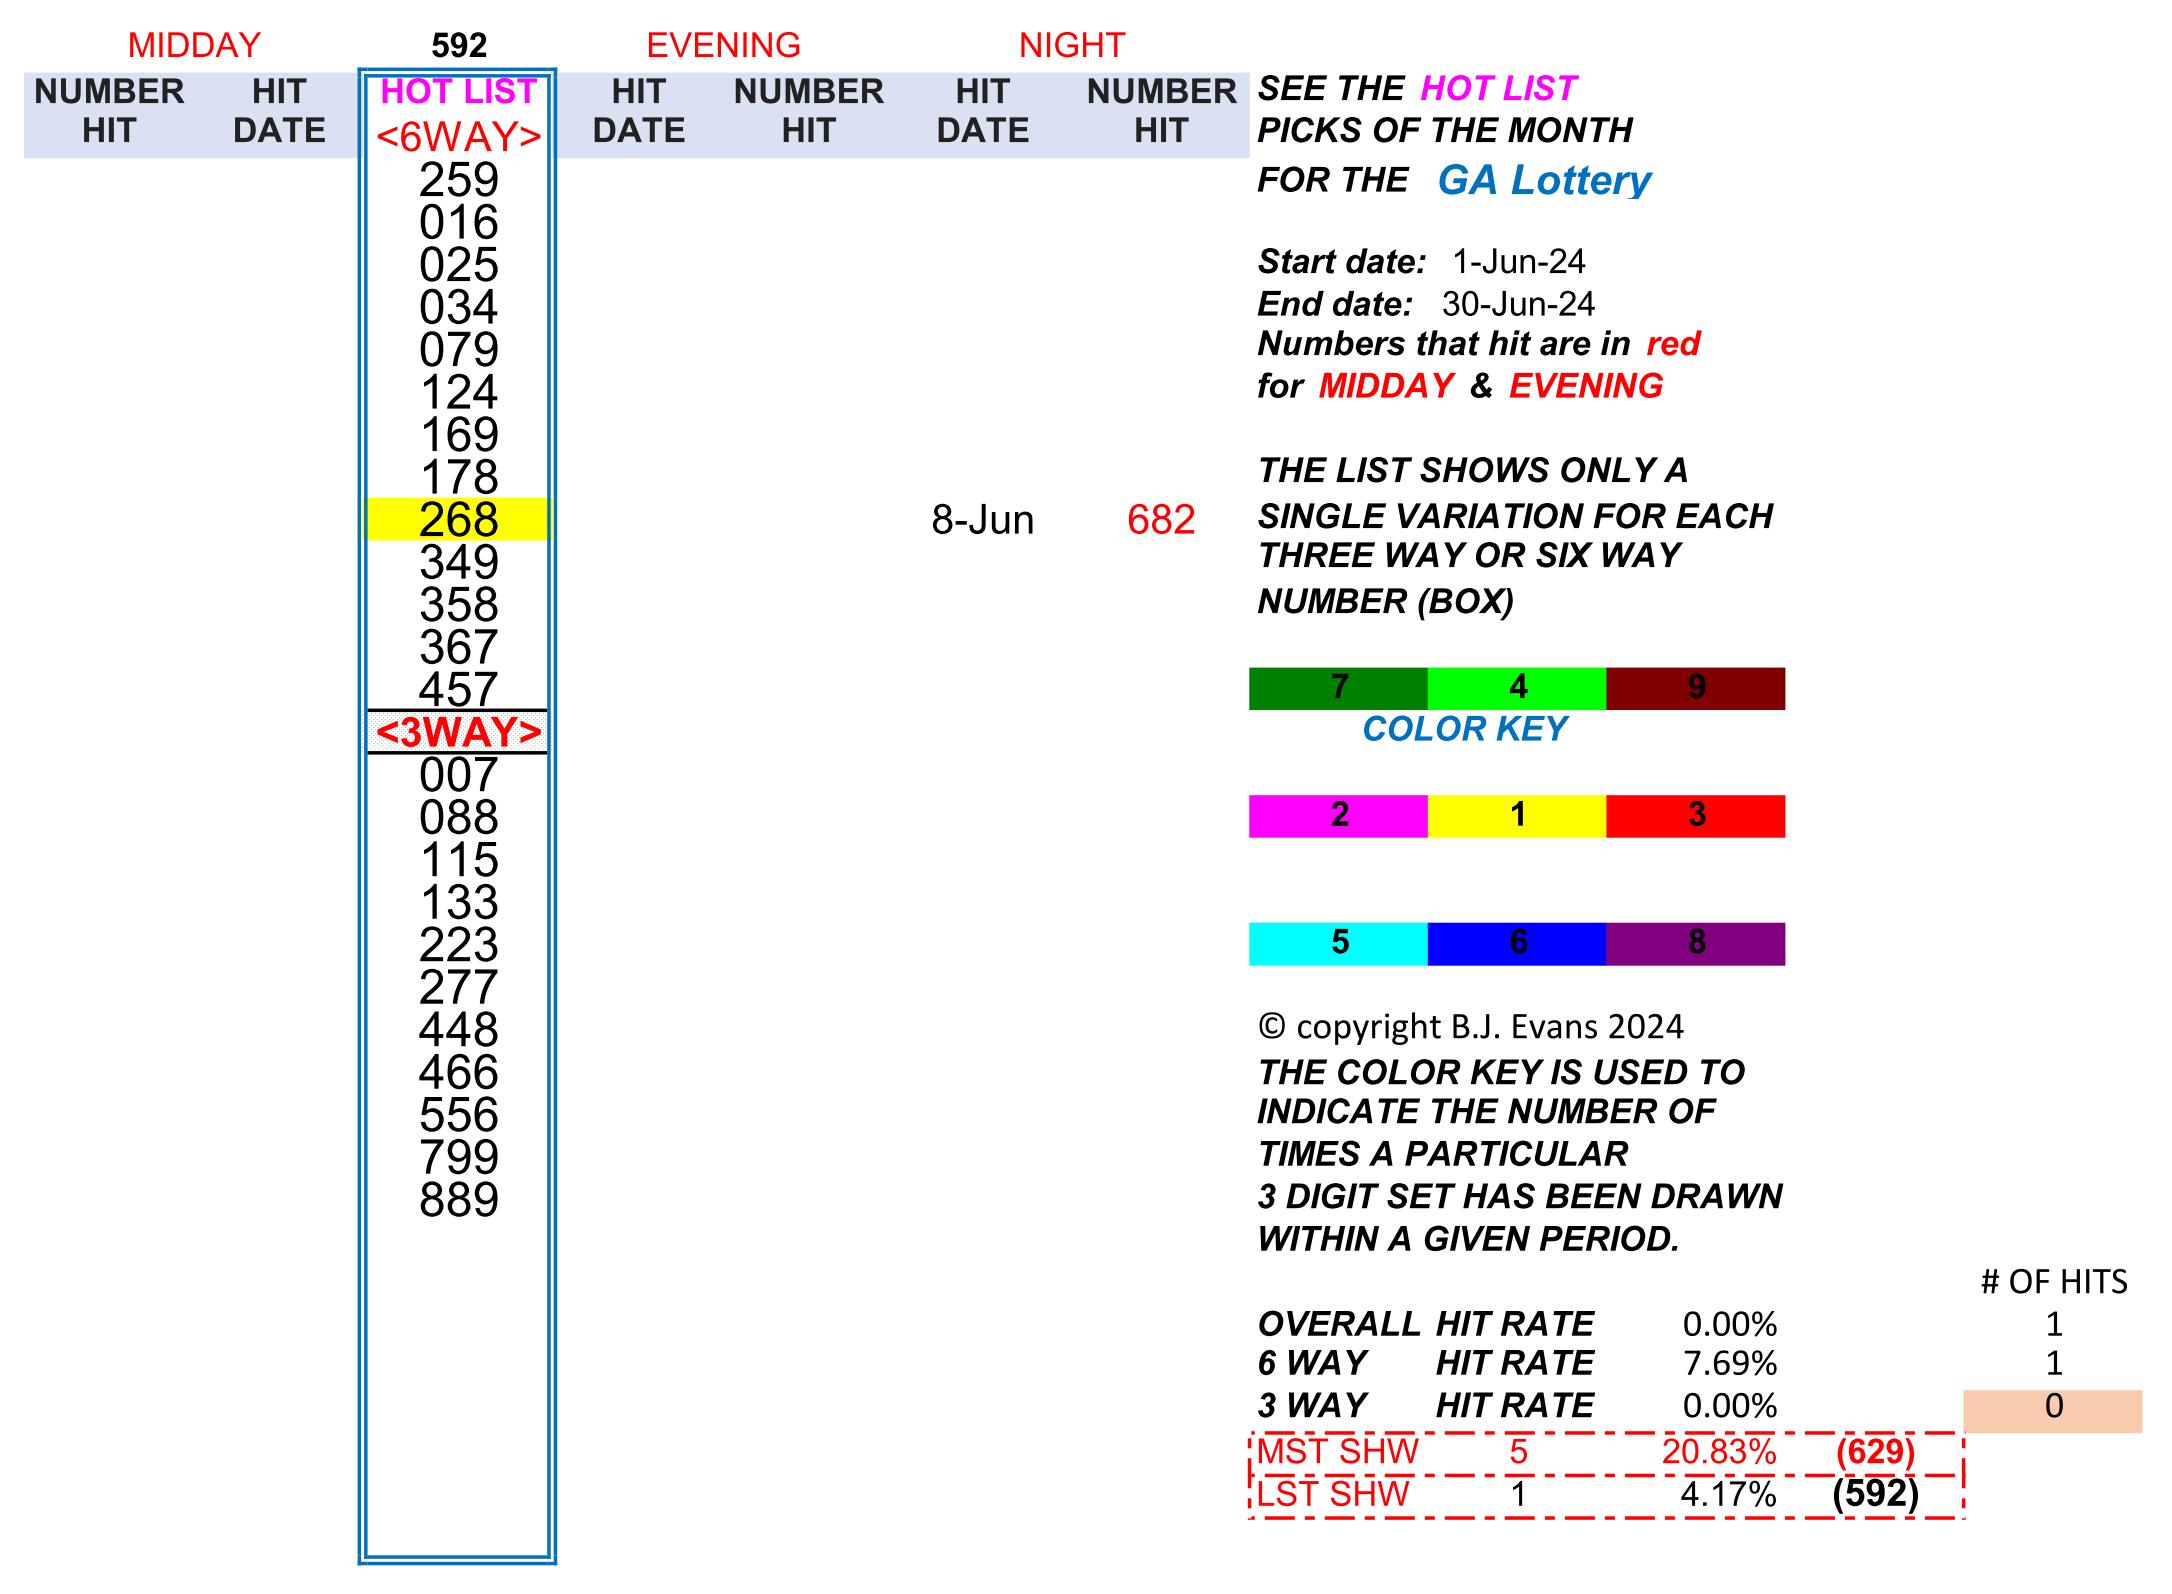 MIDDAY 592 EVENING NIGHT
NUMBER HIT HOT LIST HIT NUMBER HIT NUMBER
HIT DATE <6WAY> DATE HIT DATE HIT
259
016
025
034
079
124
169
178
268 8-Jun 682
349
358
367
457
<3WAY>
007
088
115
133
223
277
448
466
556
799
889
SEE THE HOT LIST
PICKS OF THE MONTH
FOR THE GA Lottery
Start date: 1-Jun-24
End date: 30-Jun-24
Numbers that hit are in red
for MIDDAY & EVENING
THE LIST SHOWS ONLY A
SINGLE VARIATION FOR EACH
THREE WAY OR SIX WAY
NUMBER (BOX)
7 4 9
COLOR KEY
2 1 3
5 6 8
© copyright B.J. Evans 2024
THE COLOR KEY IS USED TO
INDICATE THE NUMBER OF
TIMES A PARTICULAR
3 DIGIT SET HAS BEEN DRAWN
WITHIN A GIVEN PERIOD.
# OF HITS
OVERALL HIT RATE 0.00% 1
6 WAY HIT RATE 7.69% 1
3 WAY HIT RATE 0.00% 0
MST SHW 5 20.83% (629)
LST SHW 1 4.17% (592)